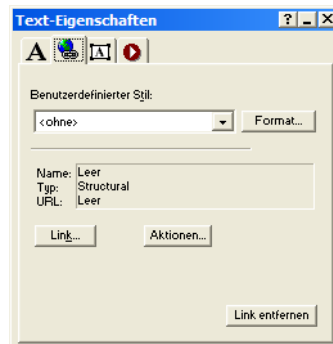 Text-Eigenschaften
A A
Benutzerdefinierter Stil:
<ohne> Format...
Name: Leer
Typ: Structural
URL: Leer
Link... Aktionen...
Link entfernen